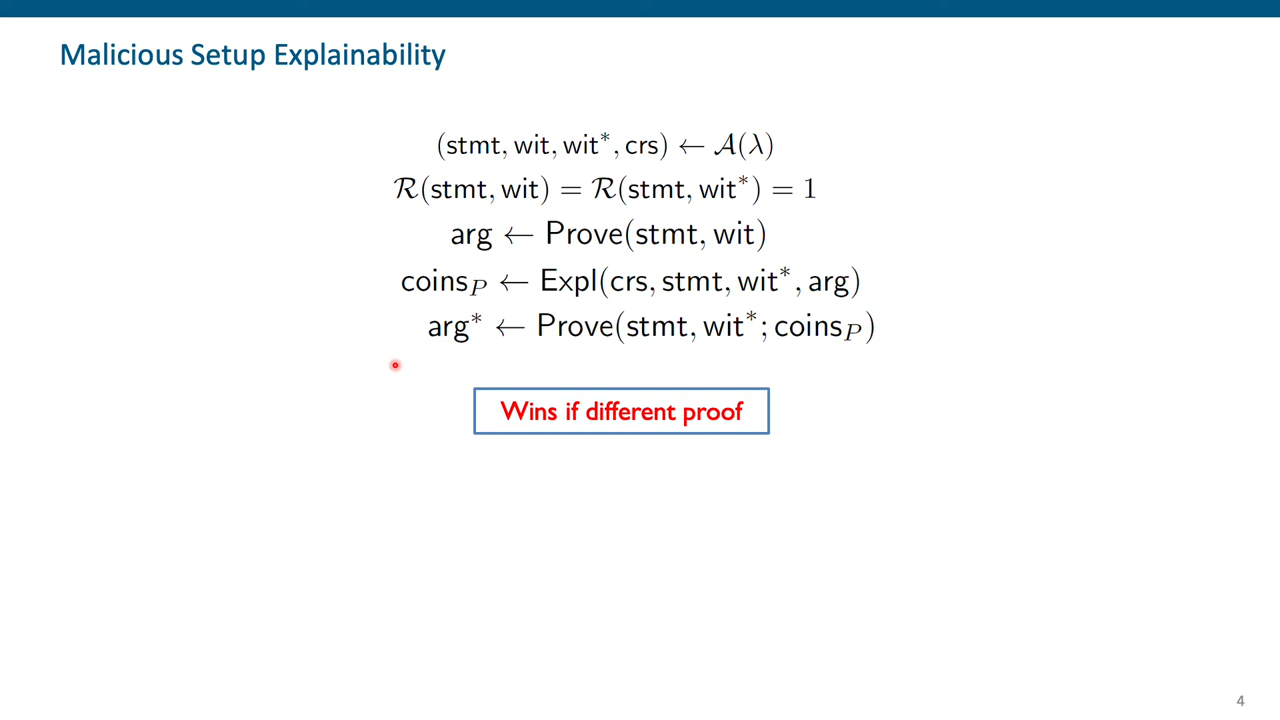 Malicious Setup Explainability
(stmt, wit, wit*, crs) ← 𝒜(λ)
ℛ(stmt, wit) = ℛ(stmt, wit*) = 1
arg ← Prove(stmt, wit)
coins_P ← Expl(crs, stmt, wit*, arg)
arg* ← Prove(stmt, wit*; coins_P)
Wins if different proof
4